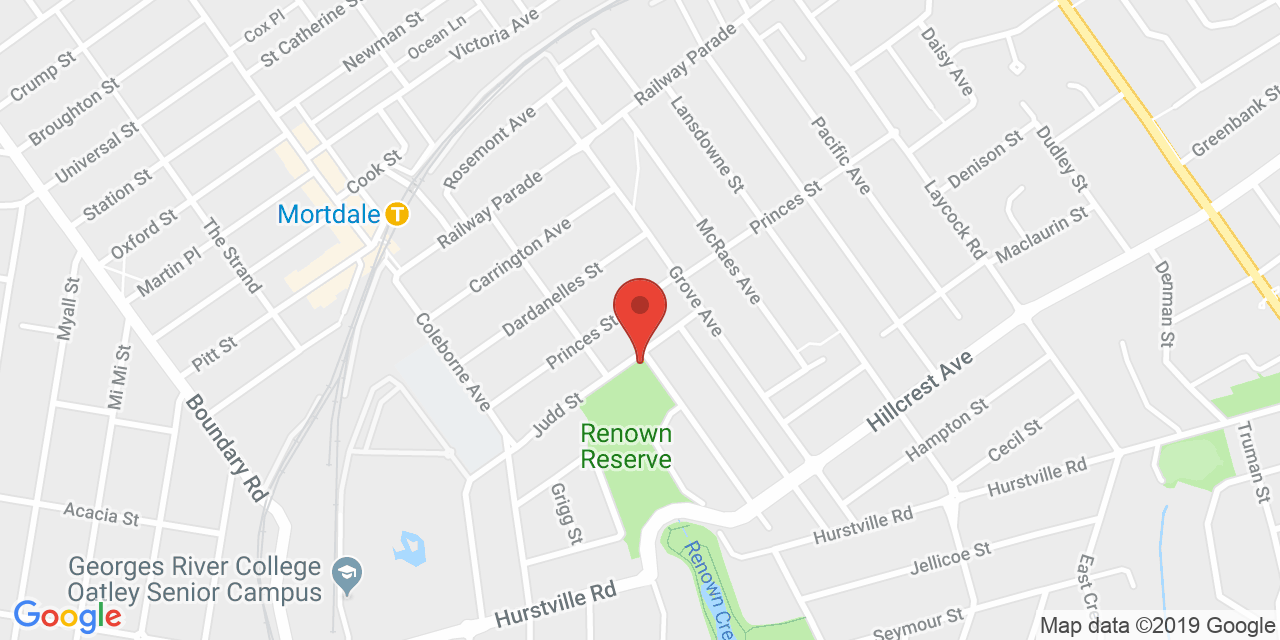 Crump St
Cox Pl
St Catherine St
Newman St
Ocean Ln
Victoria Ave
Railway Parade
Daisy Ave
Broughton St
Universal St
Station St
Oxford St
Martin Pl
The Strand
Cook St
Rosemont Ave
Lansdowne St
Pacific Ave
Denison St
Dudley St
Greenbank St
Mortdale
T
Railway Parade
Carrington Ave
Dardanelles St
Princes St
McRaes Ave
Laycock Rd
Maclaurin St
Grove Ave
Myall St
Mi Mi St
Pitt St
Coleborne Ave
Princes St
Denman St
Judd St
Hillcrest Ave
Boundary Rd
Renown
Reserve
Hampton St
Cecil St
Truman St
Hurstville Rd
Acacia St
Grigg St
Hurstville Rd
Jellicoe St
East Cre
Georges River College
Oatley Senior Campus
Renown Cre
Hurstville Rd
Seymour St
Google
Map data ©2019 Google